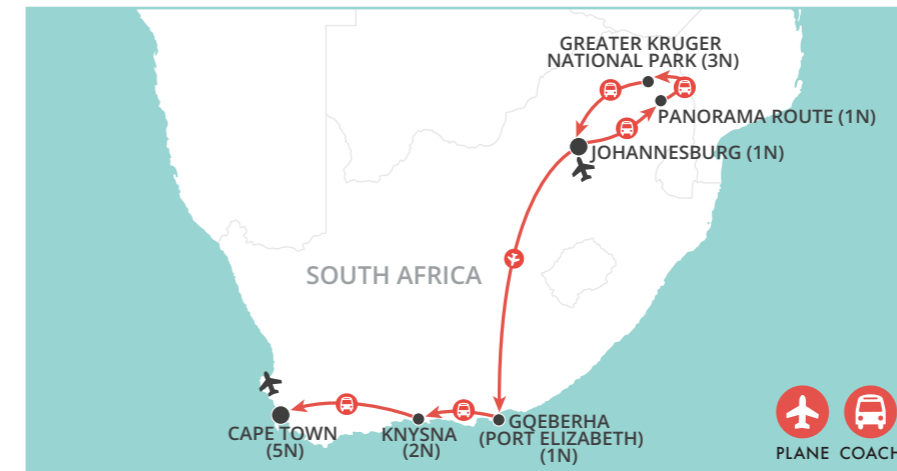 GREATER KRUGER
NATIONAL PARK (3N)
PANORAMA ROUTE (1N)
JOHANNESBURG (1N)
SOUTH AFRICA
GQEBERHA
(PORT ELIZABETH)
(1N)
KNYSNA
(2N)
CAPE TOWN
(5N)
PLANE COACH